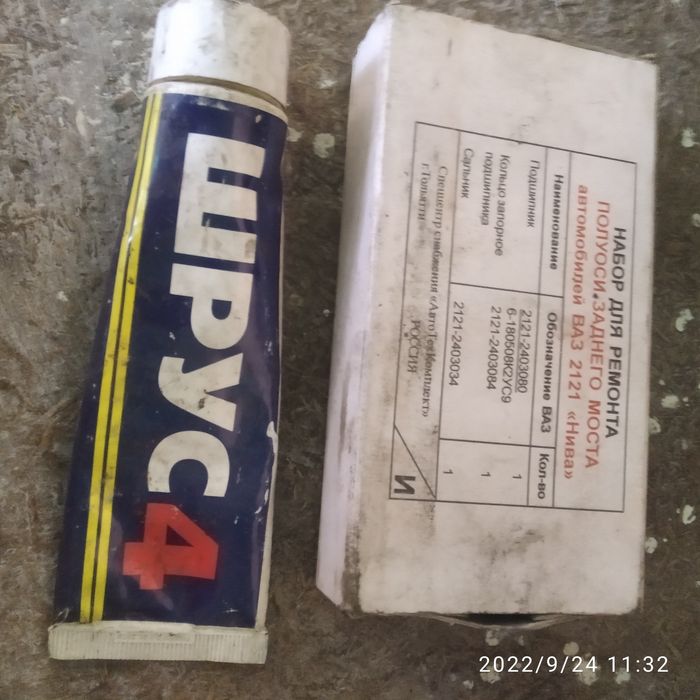 ШРУС4
НАБОР ДЛЯ РЕМОНТА
ПОЛУОСИ ЗАДНЕГО МОСТА
автомобилей ВАЗ 2121 «Нива»
Наименование Обозначение ВАЗ Кол-во
Подшипник 2121-2403080 1
6-180508К2УС9
Кольцо запорное 2121-2403084 1
подшипника
Сальник 2121-2403034 1
Спеццентр снабжения «АвтоТехКомплект»
г.Тольятти РОССИЯ
И
2022/9/24 11:32